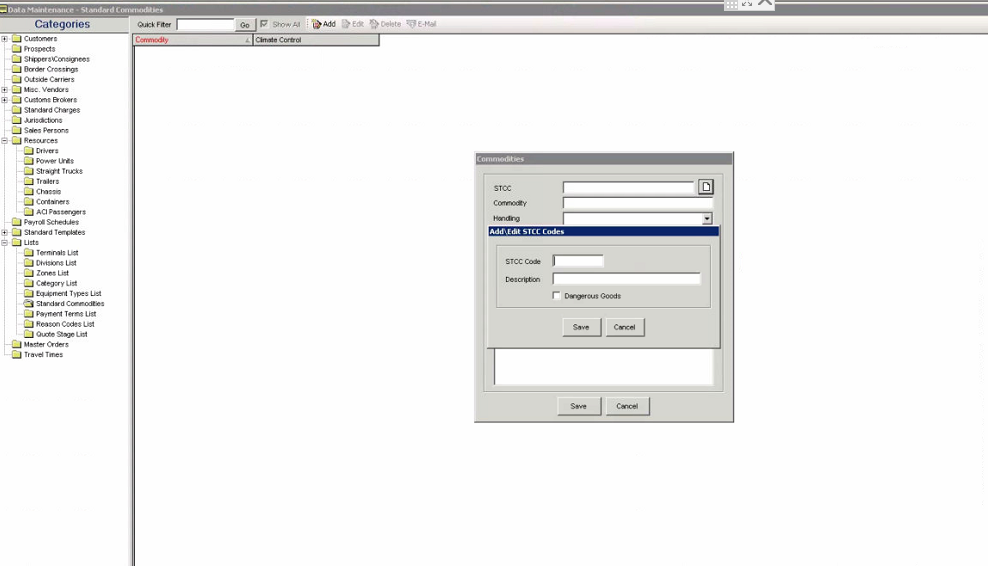 Data Maintenance - Standard Commodities
Categories
Quick Filter Go Show All Add Edit Delete E-Mail
Commodity Climate Control
Customers
Prospects
Shippers\Consignees
Border Crossings
Outside Carriers
Misc. Vendors
Customs Brokers
Standard Charges
Jurisdictions
Sales Persons
Resources
Drivers
Power Units
Straight Trucks
Trailers
Chassis
Containers
ACI Passengers
Payroll Schedules
Standard Templates
Lists
Terminals List
Divisions List
Zones List
Category List
Equipment Types List
Standard Commodities
Payment Terms List
Reason Codes List
Quote Stage List
Master Orders
Travel Times
Commodities
STCC
Commodity
Handling
Add\Edit STCC Codes
STCC Code
Description
Dangerous Goods
Save Cancel
Save Cancel